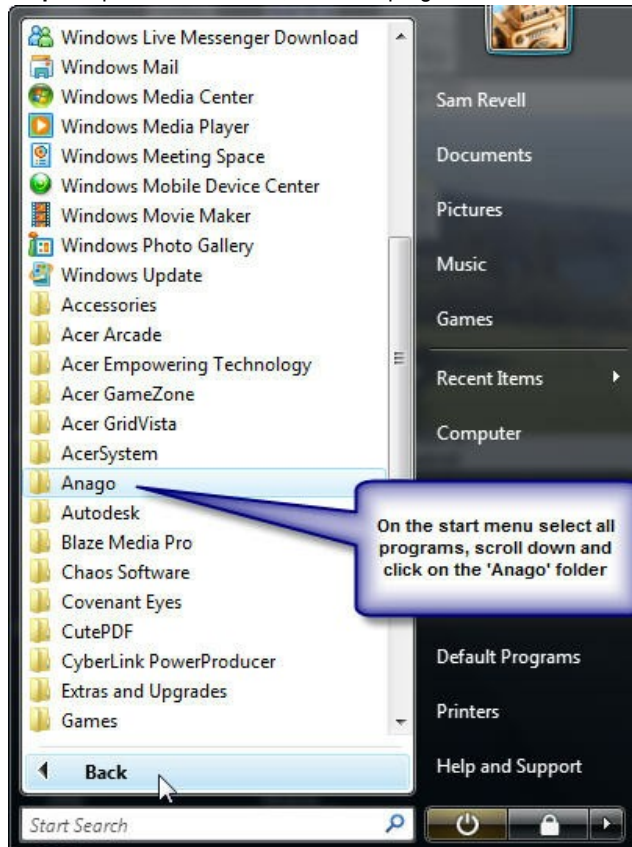 Windows Live Messenger Download
Windows Mail
Windows Media Center
Windows Media Player
Windows Meeting Space
Windows Mobile Device Center
Windows Movie Maker
Windows Photo Gallery
Windows Update
Accessories
Acer Arcade
Acer Empowering Technology
Acer GameZone
Acer GridVista
AcerSystem
Anago
Autodesk
Blaze Media Pro
Chaos Software
Covenant Eyes
CutePDF
CyberLink PowerProducer
Extras and Upgrades
Games
Back
Start Search
Sam Revell
Documents
Pictures
Music
Games
Recent Items
Computer
On the start menu select all
programs, scroll down and
click on the 'Anago' folder
Default Programs
Printers
Help and Support